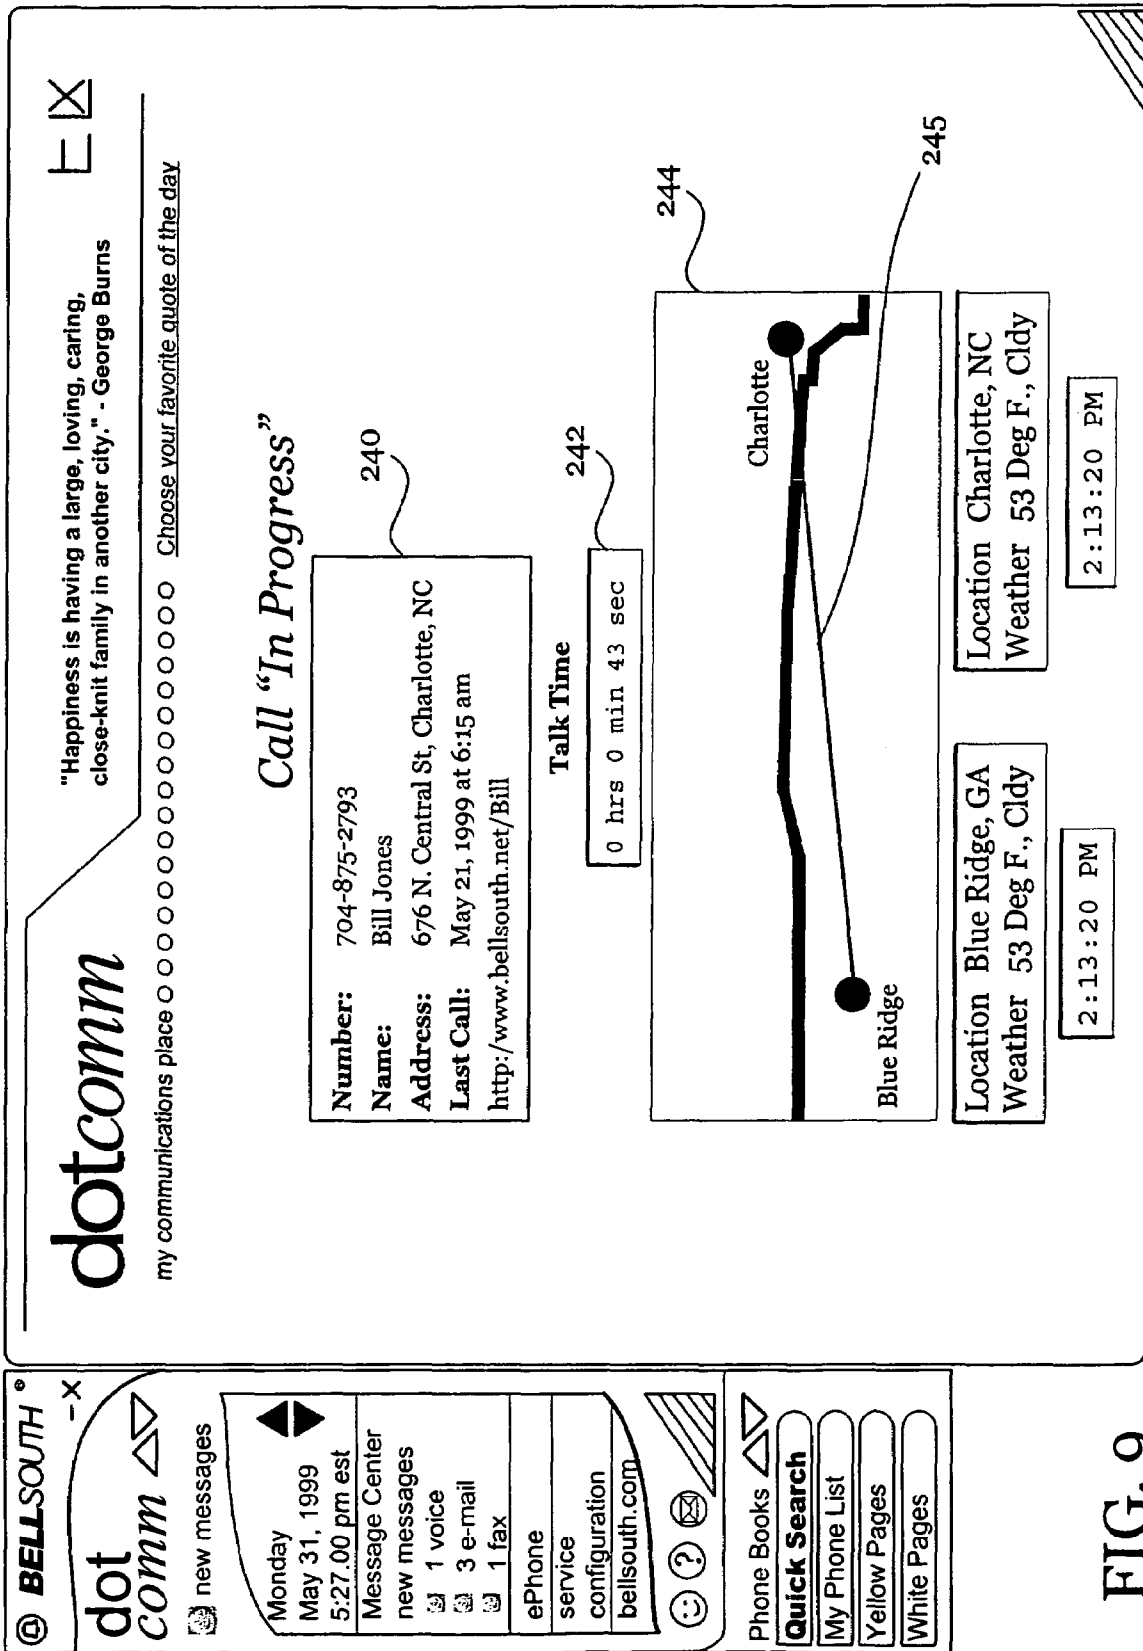 BELLSOUTH ®
– X
dot
comm
new messages
Monday
May 31, 1999
5:27.00 pm est
Message Center
new messages
1 voice
3 e-mail
1 fax
ePhone
service
configuration
bellsouth.com
?
Phone Books
Quick Search
My Phone List
Yellow Pages
White Pages
dotcomm
"Happiness is having a large, loving, caring,
close-knit family in another city." - George Burns
my communications place
Choose your favorite quote of the day
Call “In Progress”
Number: 704-875-2793
Name: Bill Jones
Address: 676 N. Central St, Charlotte, NC
Last Call: May 21, 1999 at 6:15 am
http:/www.bellsouth.net/Bill
240
Talk Time
0 hrs 0 min 43 sec
242
244
Charlotte
Blue Ridge
245
Location Blue Ridge, GA
Weather 53 Deg F., Cldy
2:13:20 PM
Location Charlotte, NC
Weather 53 Deg F., Cldy
2:13:20 PM
FIG. 9